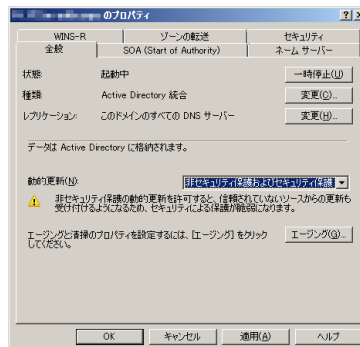 のプロパティ
WINS-R
ゾーンの転送
セキュリティ
全般
SOA (Start of Authority)
ネーム サーバー
状態:
起動中
一時停止(U)
種類:
Active Directory 統合
変更(C)...
レプリケーション:
このドメインのすべての DNS サーバー
変更(H)...
データは Active Directory に格納されます。
動的更新(N):
非セキュリティ保護およびセキュリティ保護
非セキュリティ保護の動的更新を許可すると、信頼されていないソースからの更新も
受け付けるようになるため、セキュリティによる保護が脆弱になります。
エージングと清掃のプロパティを設定するには、[エージング] をクリック
してください。
エージング(G)...
OK
キャンセル
適用(A)
ヘルプ